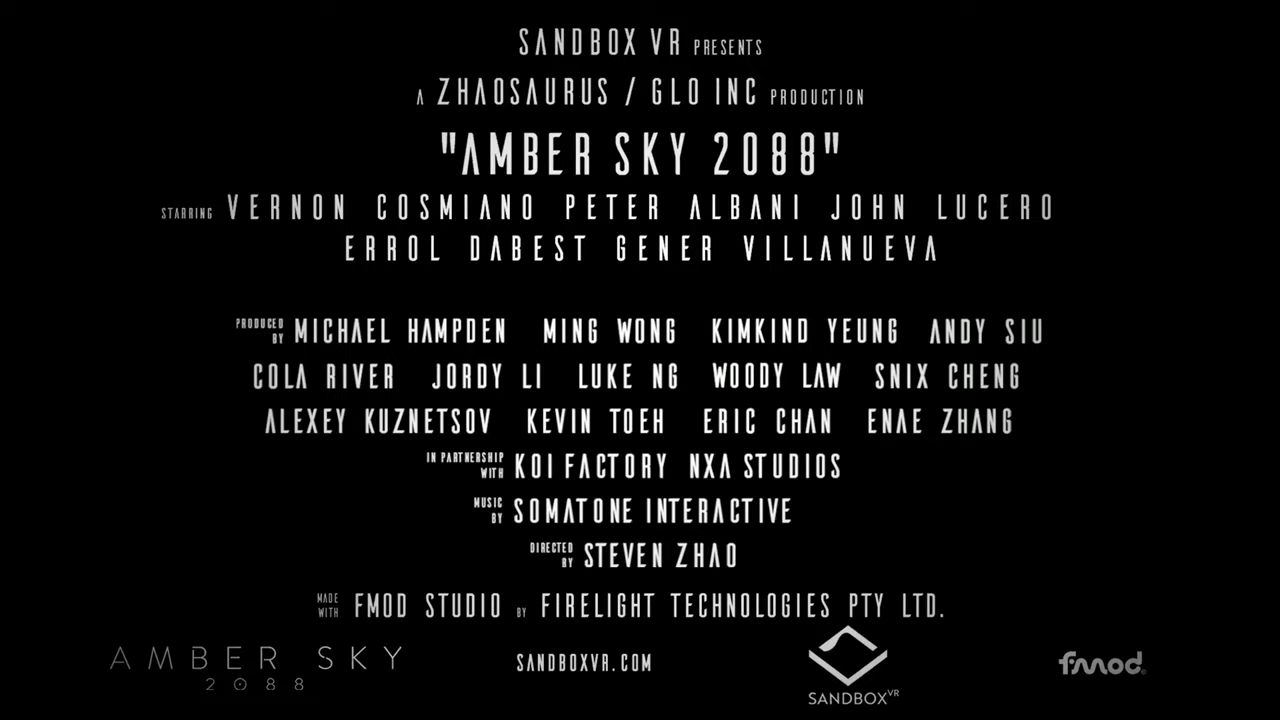 SANDBOX VR PRESENTS
A ZHAOSAURUS / GLO INC PRODUCTION
"AMBER SKY 2088"
STARRING VERNON COSMIANO PETER ALBANI JOHN LUCERO
ERROL DABEST GENER VILLANUEVA
PRODUCED BY MICHAEL HAMPDEN MING WONG KIMKIND YEUNG ANDY SIU
COLA RIVER JORDY LI LUKE NG WOODY LAW SNIX CHENG
ALEXEY KUZNETSOV KEVIN TOEH ERIC CHAN ENAE ZHANG
IN PARTNERSHIP WITH KOI FACTORY NXA STUDIOS
MUSIC BY SOMATONE INTERACTIVE
DIRECTED BY STEVEN ZHAO
MADE WITH FMOD STUDIO BY FIRELIGHT TECHNOLOGIES PTY LTD.
AMBER SKY
2088
SANDBOXVR.COM
SANDBOX VR
fmod®